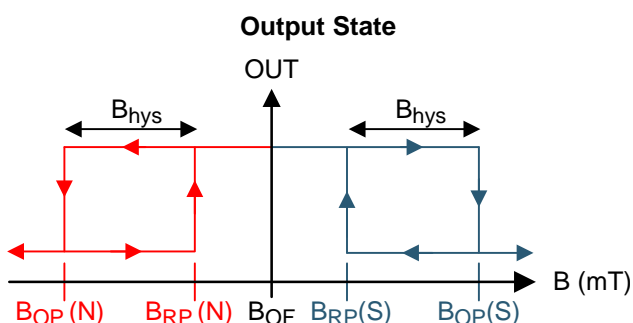 Output State
OUT
Bhys Bhys
B (mT)
BOP (N) BRP (N) BOF BRP(S) BOP(S)